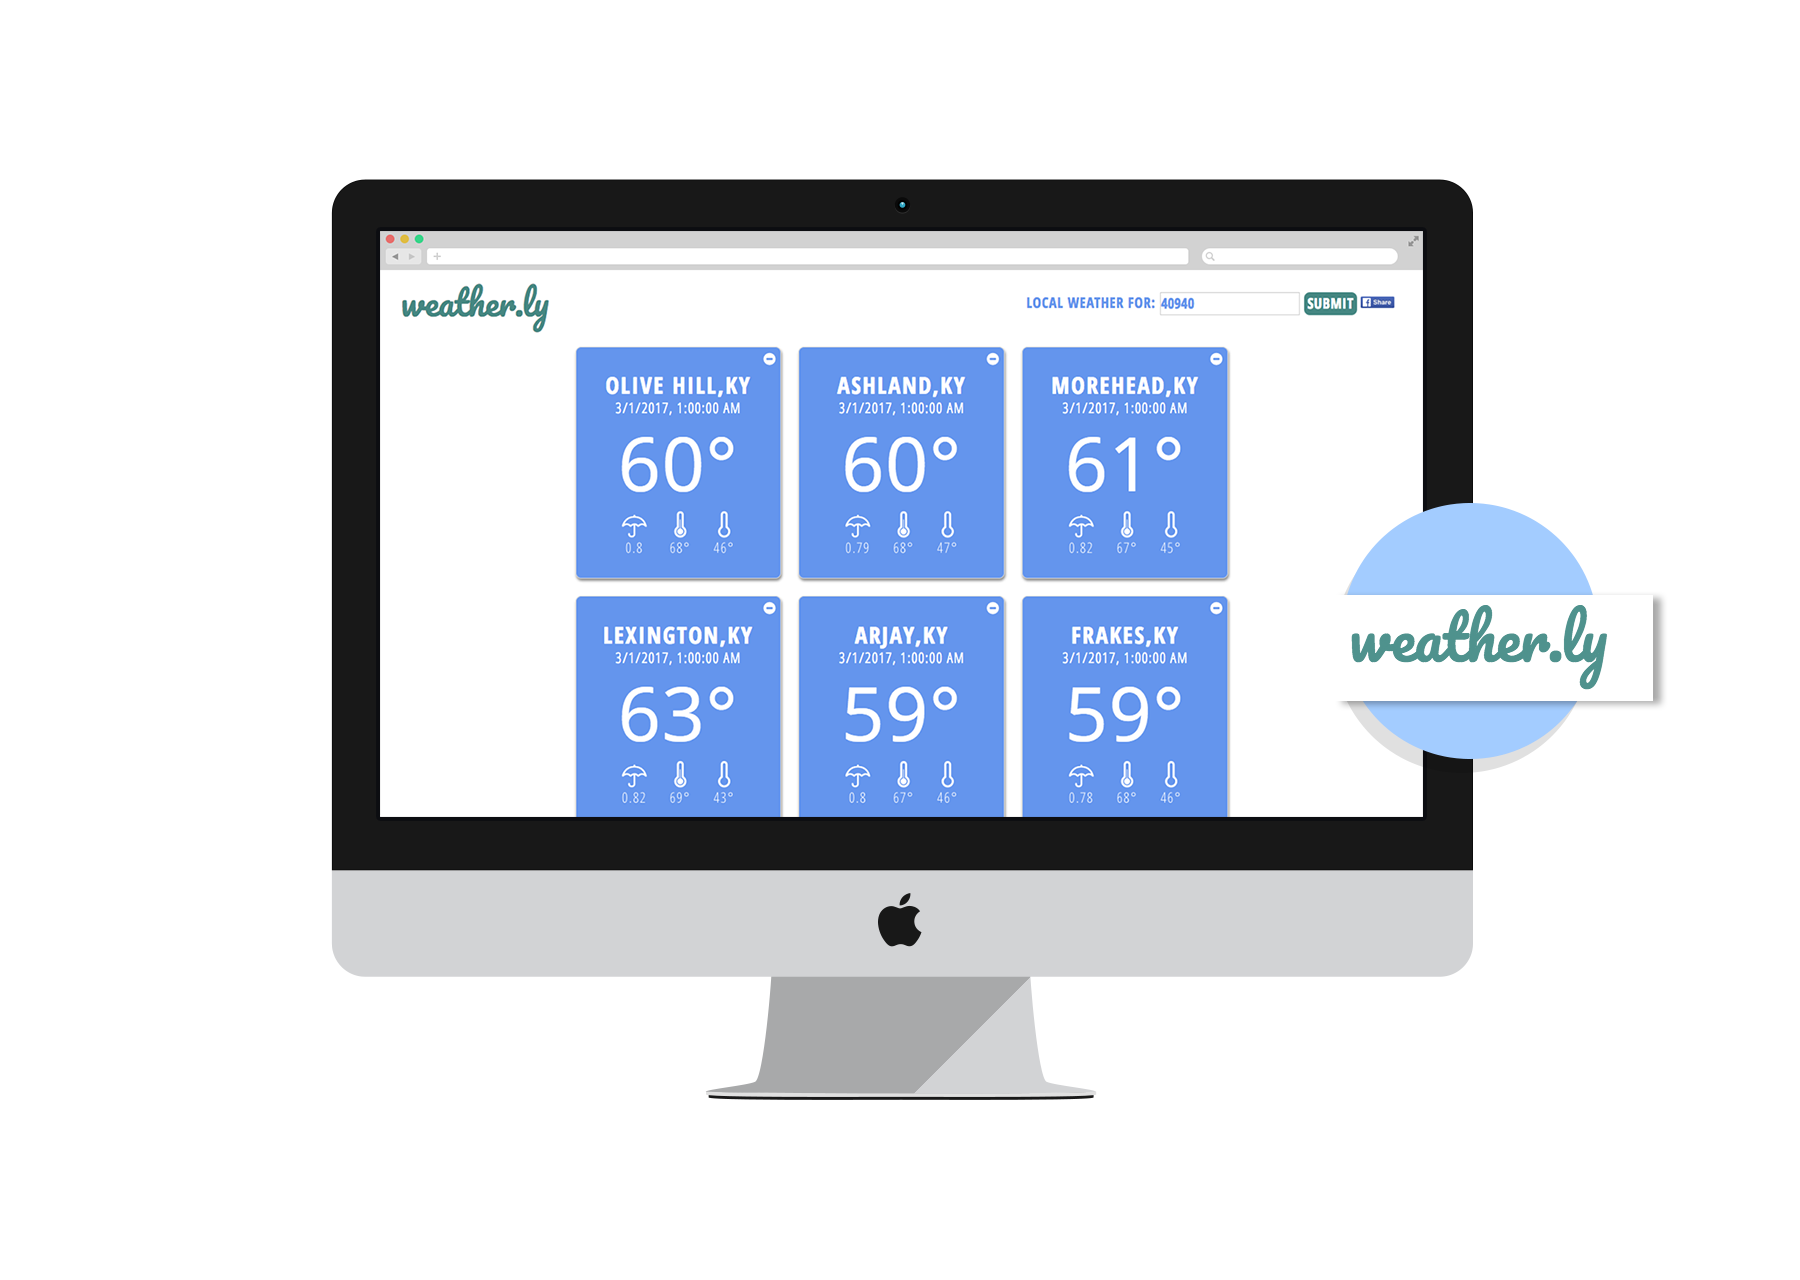 weather.ly
LOCAL WEATHER FOR: 40940 SUBMIT Share
OLIVE HILL,KY
3/1/2017, 1:00:00 AM
60°
0.8 68° 46°
ASHLAND,KY
3/1/2017, 1:00:00 AM
60°
0.79 68° 47°
MOREHEAD,KY
3/1/2017, 1:00:00 AM
61°
0.82 67° 45°
LEXINGTON,KY
3/1/2017, 1:00:00 AM
63°
0.82 69° 43°
ARJAY,KY
3/1/2017, 1:00:00 AM
59°
0.8 67° 46°
FRAKES,KY
3/1/2017, 1:00:00 AM
59°
0.78 68° 46°
weather.ly